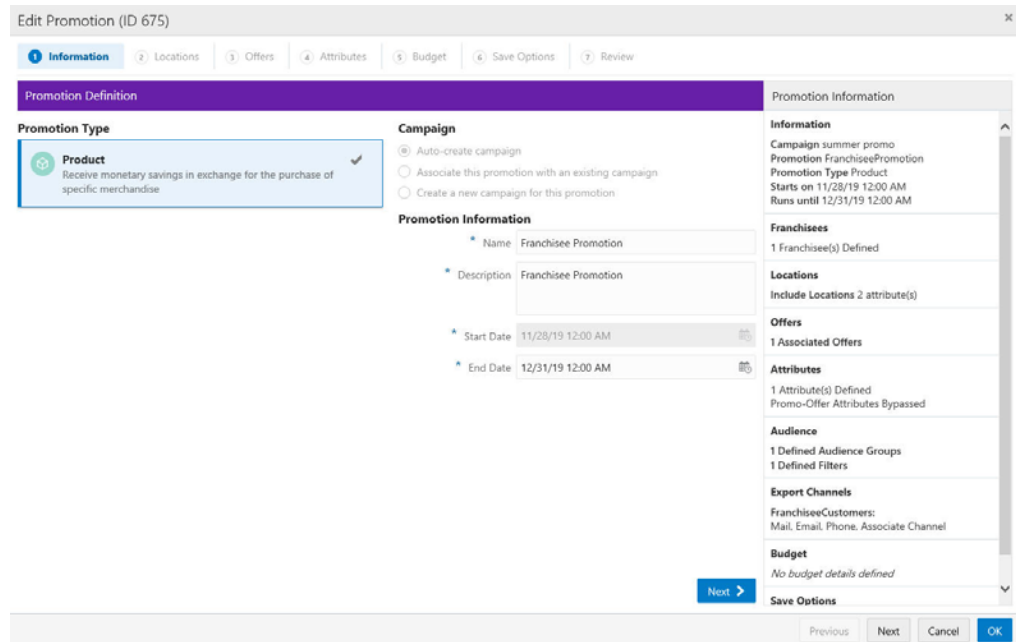 Edit Promotion (ID 675)
1 Information
2 Locations
3 Offers
4 Attributes
5 Budget
6 Save Options
7 Review
Promotion Definition
Promotion Type
Product
Receive monetary savings in exchange for the purchase of
specific merchandise
Campaign
Auto-create campaign
Associate this promotion with an existing campaign
Create a new campaign for this promotion
Promotion Information
* Name Franchisee Promotion
* Description Franchisee Promotion
* Start Date 11/28/19 12:00 AM
* End Date 12/31/19 12:00 AM
Next
Promotion Information
Information
Campaign summer promo
Promotion FranchiseePromotion
Promotion Type Product
Starts on 11/28/19 12:00 AM
Runs until 12/31/19 12:00 AM
Franchisees
1 Franchisee(s) Defined
Locations
Include Locations 2 attribute(s)
Offers
1 Associated Offers
Attributes
1 Attribute(s) Defined
Promo-Offer Attributes Bypassed
Audience
1 Defined Audience Groups
1 Defined Filters
Export Channels
FranchiseeCustomers:
Mail, Email, Phone, Associate Channel
Budget
No budget details defined
Save Options
Previous
Next
Cancel
OK